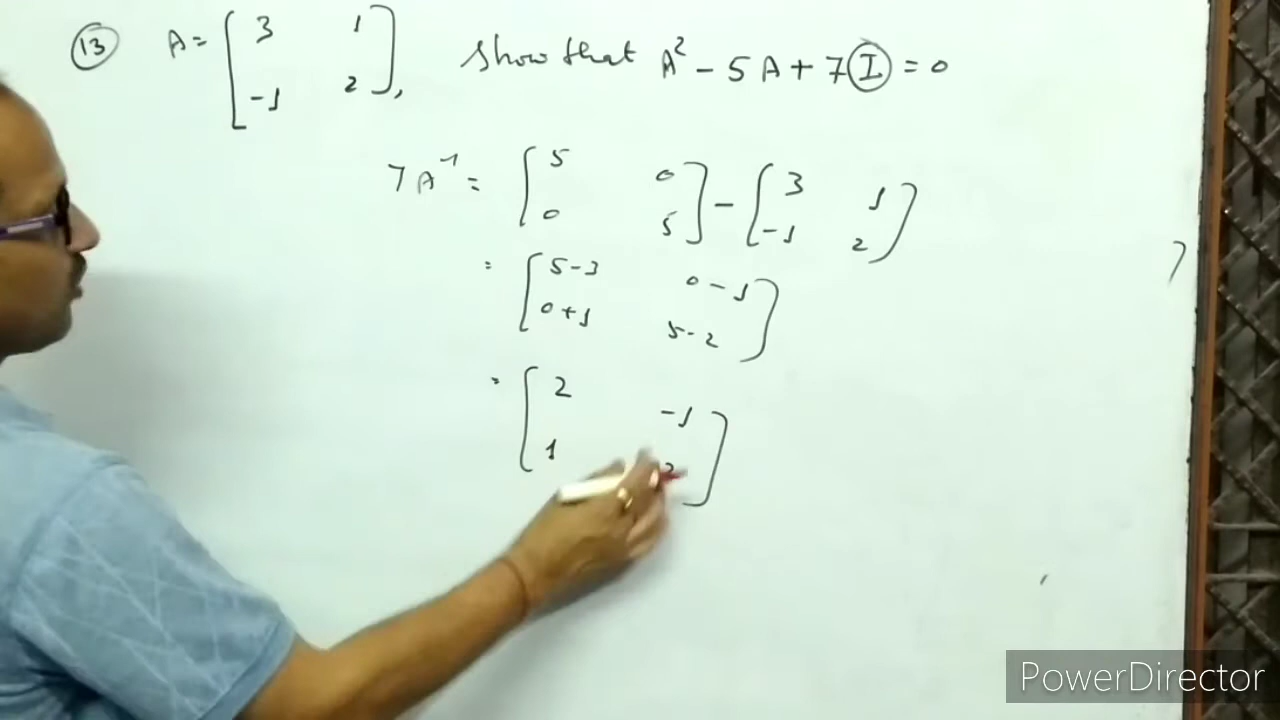 13 A = [ 3 1 show that A² - 5A + 7I = 0
-1 2 ],
7A⁻¹ = [ 5 0 ] - [ 3 1 ]
0 5 -1 2
= [ 5-3 0-1
0+1 5-2 ]
= [ 2 -1
1 ]
PowerDirector